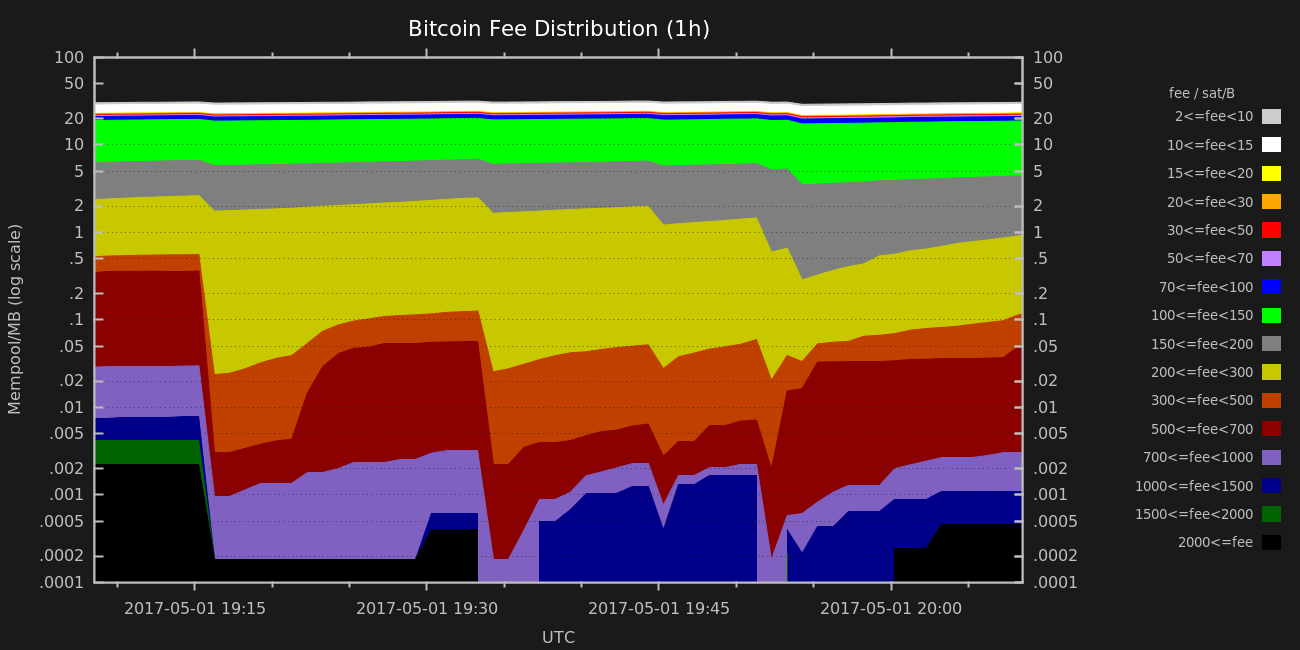 Bitcoin Fee Distribution (1h)
100
50
20
10
5
2
1
.5
.2
.1
.05
.02
.01
.005
.002
.001
.0005
.0002
.0001
Mempool/MB (log scale)
100
50
20
10
5
2
1
.5
.2
.1
.05
.02
.01
.005
.002
.001
.0005
.0002
.0001
2017-05-01 19:15
2017-05-01 19:30
2017-05-01 19:45
2017-05-01 20:00
UTC
fee / sat/B
2<=fee<10
10<=fee<15
15<=fee<20
20<=fee<30
30<=fee<50
50<=fee<70
70<=fee<100
100<=fee<150
150<=fee<200
200<=fee<300
300<=fee<500
500<=fee<700
700<=fee<1000
1000<=fee<1500
1500<=fee<2000
2000<=fee